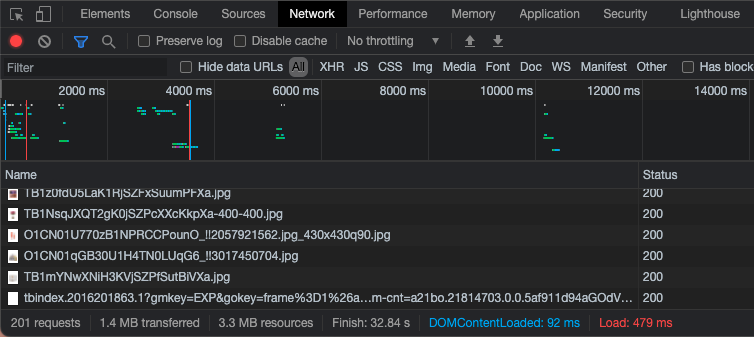 Elements Console Sources Network Performance Memory Application Security Lighthouse
Preserve log Disable cache No throttling
Filter Hide data URLs All XHR JS CSS Img Media Font Doc WS Manifest Other Has block
2000 ms 4000 ms 6000 ms 8000 ms 10000 ms 12000 ms 14000 ms
Name Status
TB1z0fdU5LaK1RjSZFxSuumPFXa.jpg 200
TB1NsqJXQT2gK0jSZPcXXcKkpXa-400-400.jpg 200
O1CN01U770zB1NPRCCPounO_!!2057921562.jpg_430x430q90.jpg 200
O1CN01qGB30U1H4TN0LUqG6_!!3017450704.jpg 200
TB1mYNwXNiH3KVjSZPfSutBiVXa.jpg 200
tbindex.2016201863.1?gmkey=EXP&gokey=frame%3D1%26a...m-cnt=a21bo.21814703.0.0.5af911d94aGOdV... 200
201 requests 1.4 MB transferred 3.3 MB resources Finish: 32.84 s DOMContentLoaded: 92 ms Load: 479 ms